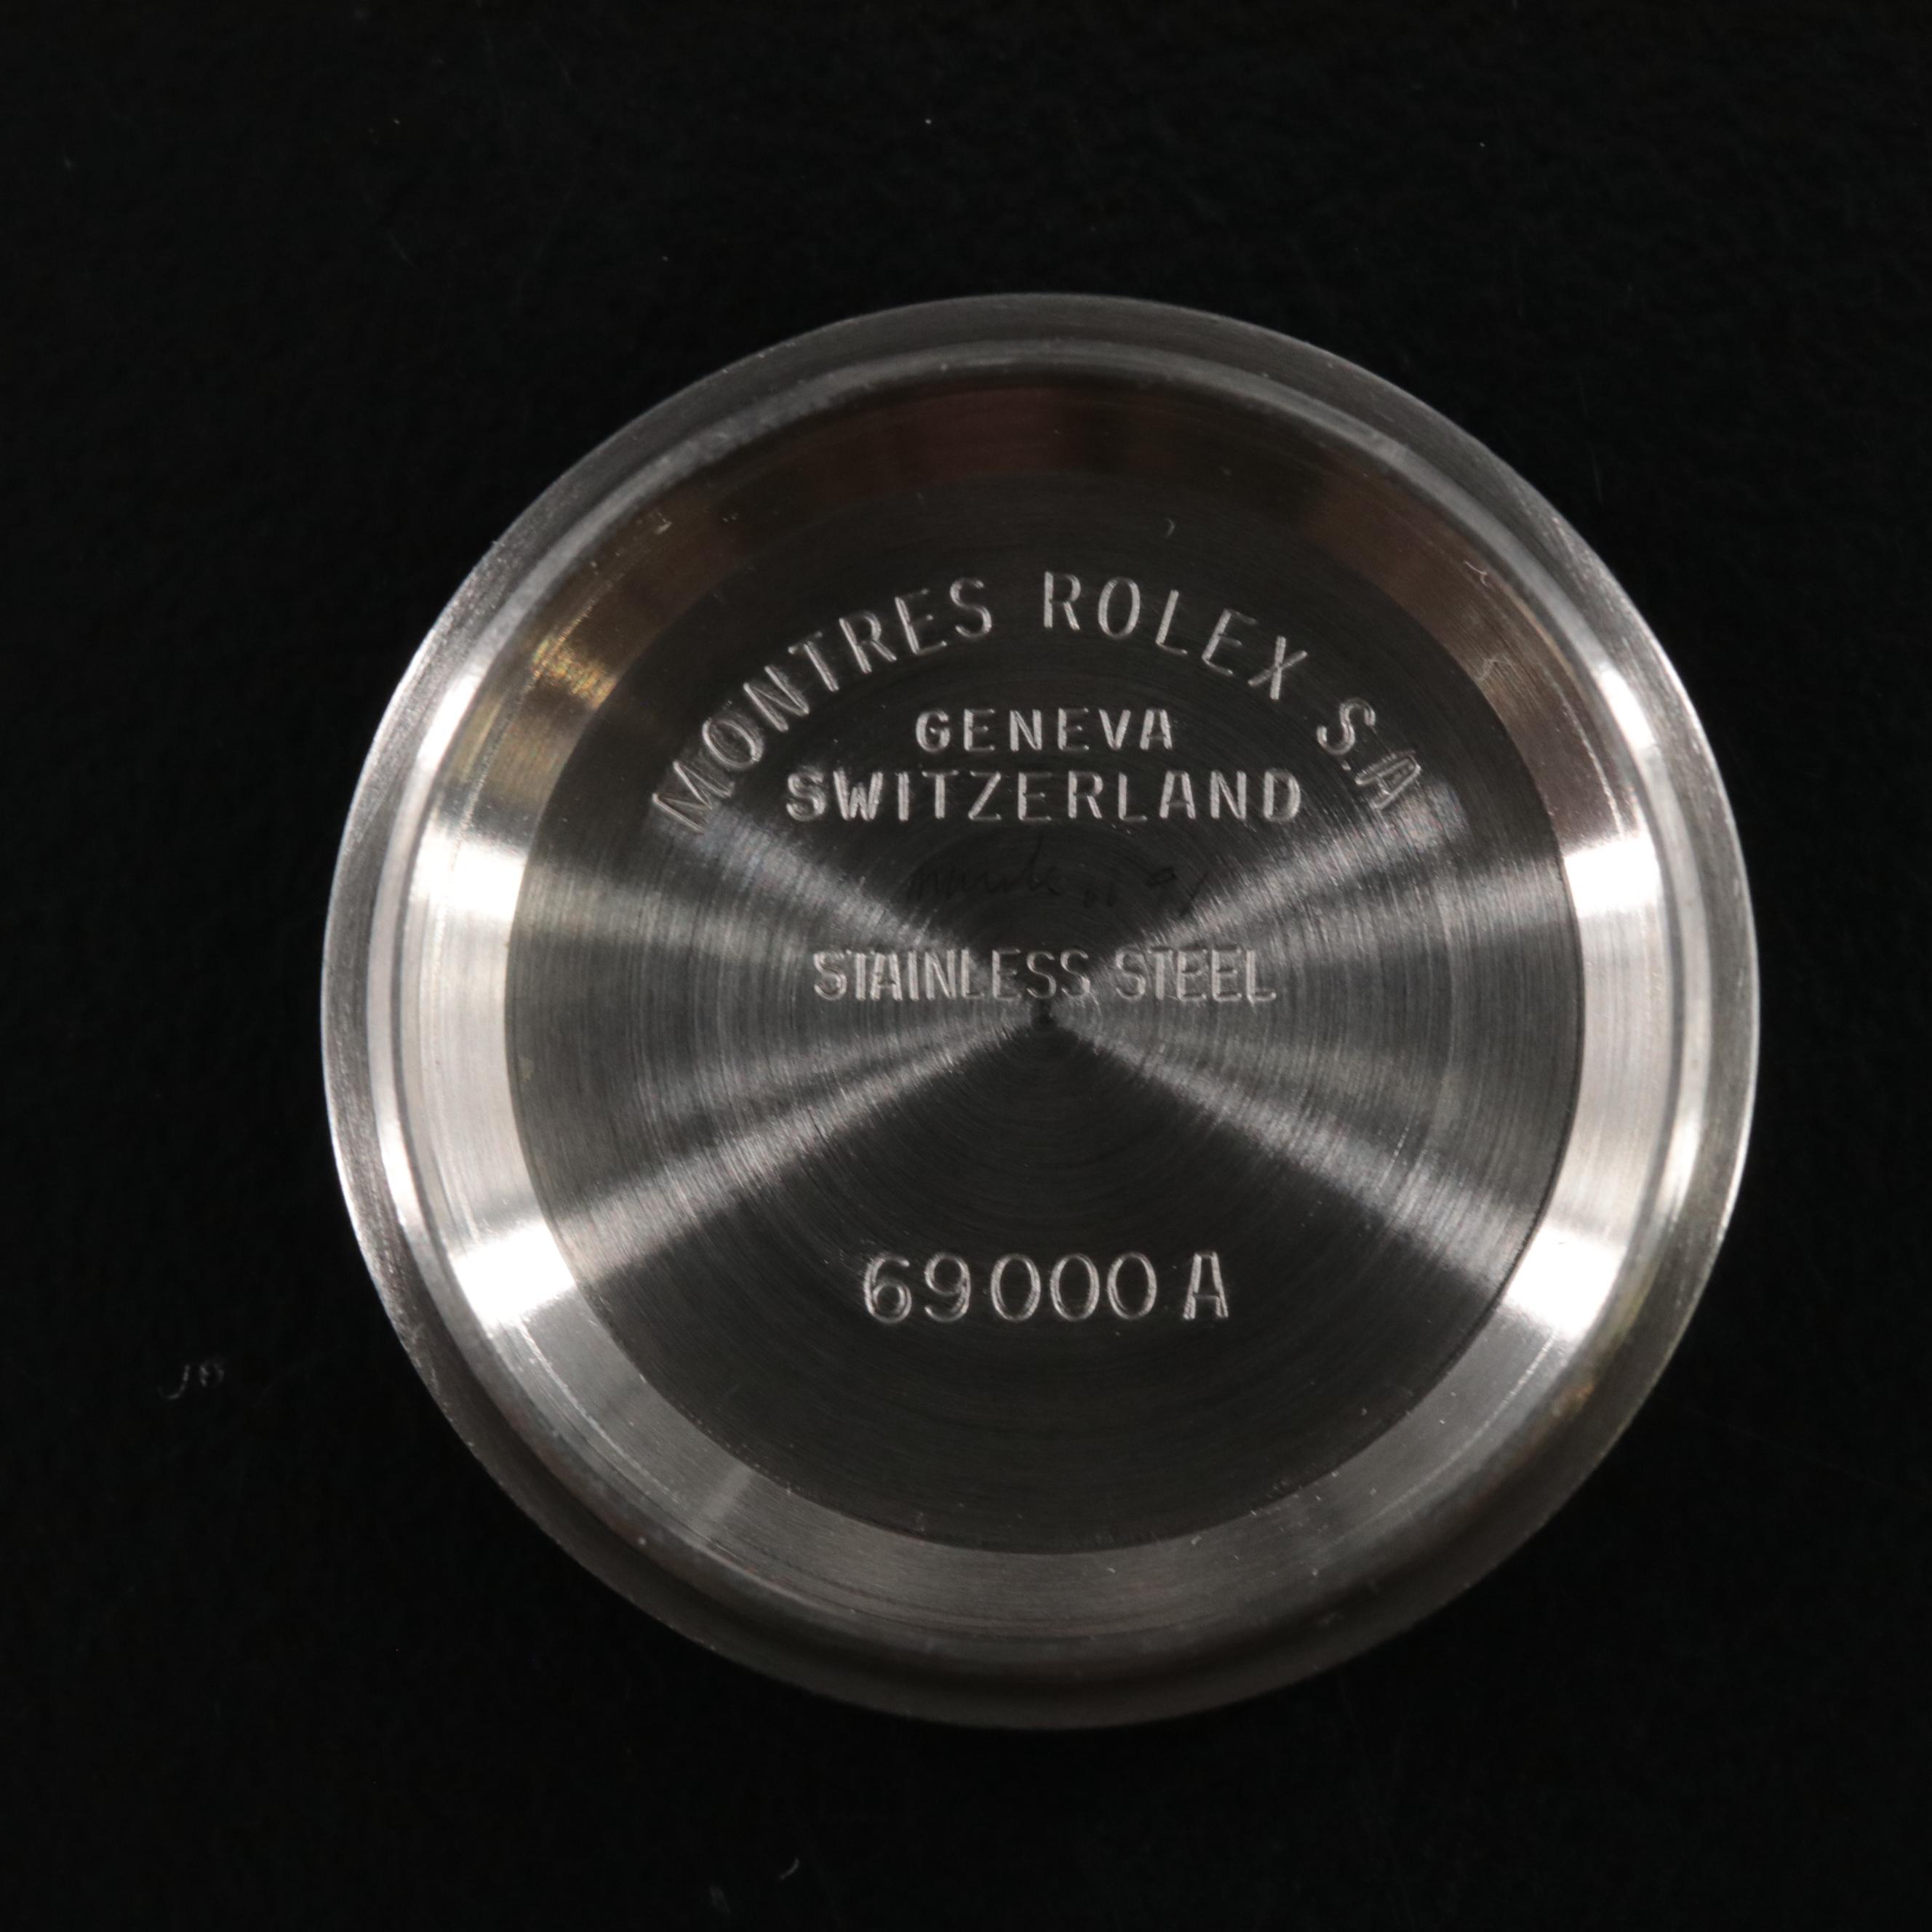 MONTRES ROLEX S.A
GENEVA
SWITZERLAND
STAINLESS STEEL
69000 A